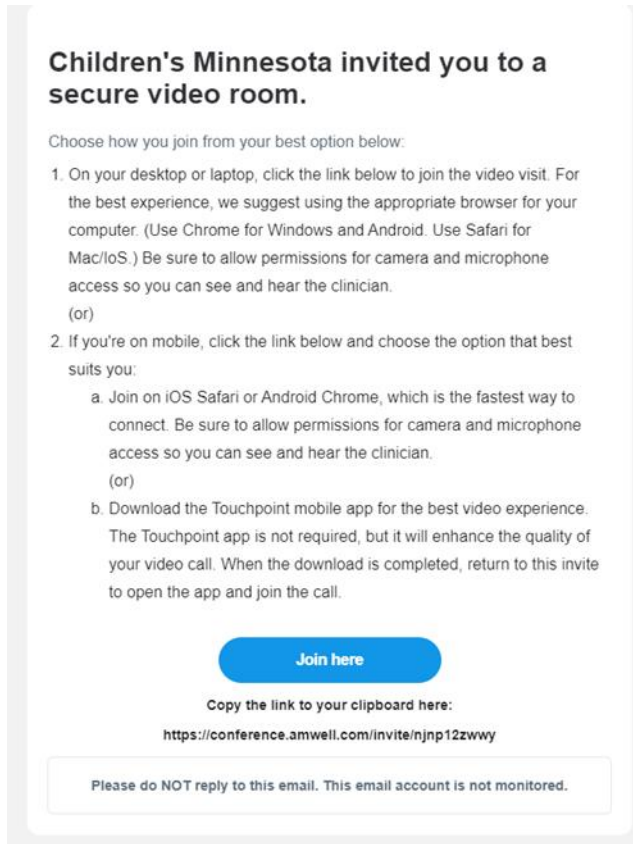 Children's Minnesota invited you to a
secure video room.
Choose how you join from your best option below:
1. On your desktop or laptop, click the link below to join the video visit. For
the best experience, we suggest using the appropriate browser for your
computer. (Use Chrome for Windows and Android. Use Safari for
Mac/IoS.) Be sure to allow permissions for camera and microphone
access so you can see and hear the clinician.
(or)
2. If you're on mobile, click the link below and choose the option that best
suits you:
a. Join on iOS Safari or Android Chrome, which is the fastest way to
connect. Be sure to allow permissions for camera and microphone
access so you can see and hear the clinician.
(or)
b. Download the Touchpoint mobile app for the best video experience.
The Touchpoint app is not required, but it will enhance the quality of
your video call. When the download is completed, return to this invite
to open the app and join the call.
Join here
Copy the link to your clipboard here:
https://conference.amwell.com/invite/njnp12zwwy
Please do NOT reply to this email. This email account is not monitored.